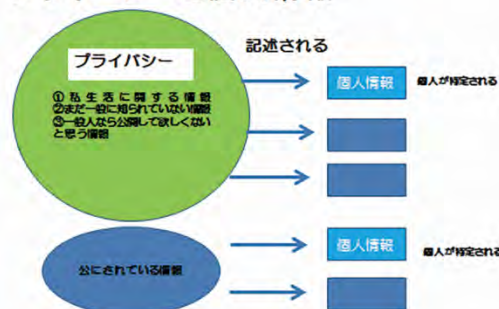 プライバシー
①私生活に関する情報
②まだ一般に知られていない情報
③一般人なら公開して欲しくない
と思う情報
記述される
個人情報
個人が特定される
公にされている情報
個人情報
個人が特定される